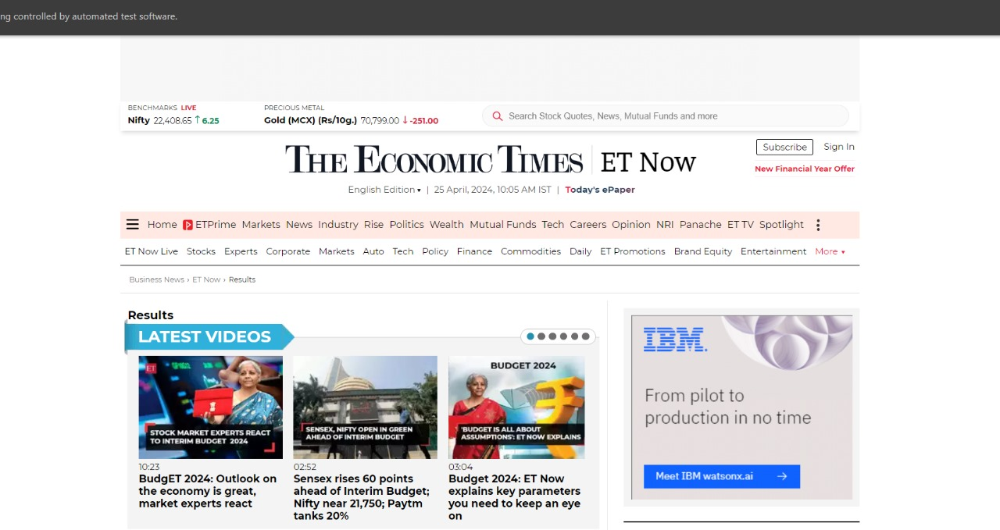 ng controlled by automated test software.
BENCHMARKS LIVE
Nifty 22,408.65 ↑ 6.25
PRECIOUS METAL
Gold (MCX) (Rs/10g.) 70,799.00 ↓ -251.00
Search Stock Quotes, News, Mutual Funds and more
THE ECONOMIC TIMES | ET Now
Subscribe Sign In
New Financial Year Offer
English Edition ▾ | 25 April, 2024, 10:05 AM IST | Today's ePaper
Home ETPrime Markets News Industry Rise Politics Wealth Mutual Funds Tech Careers Opinion NRI Panache ET TV Spotlight
ET Now Live Stocks Experts Corporate Markets Auto Tech Policy Finance Commodities Daily ET Promotions Brand Equity Entertainment More ▾
Business News › ET Now › Results
Results
LATEST VIDEOS
ET
STOCK MARKET EXPERTS REACT
TO INTERIM BUDGET 2024
10:23
BudgET 2024: Outlook on
the economy is great,
market experts react
SENSEX, NIFTY OPEN IN GREEN
AHEAD OF INTERIM BUDGET
02:52
Sensex rises 60 points
ahead of Interim Budget;
Nifty near 21,750; Paytm
tanks 20%
BUDGET 2024
'BUDGET IS ALL ABOUT
ASSUMPTIONS': ET NOW EXPLAINS
03:04
Budget 2024: ET Now
explains key parameters
you need to keep an eye
on
IBM.
From pilot to
production in no time
Meet IBM watsonx.ai →